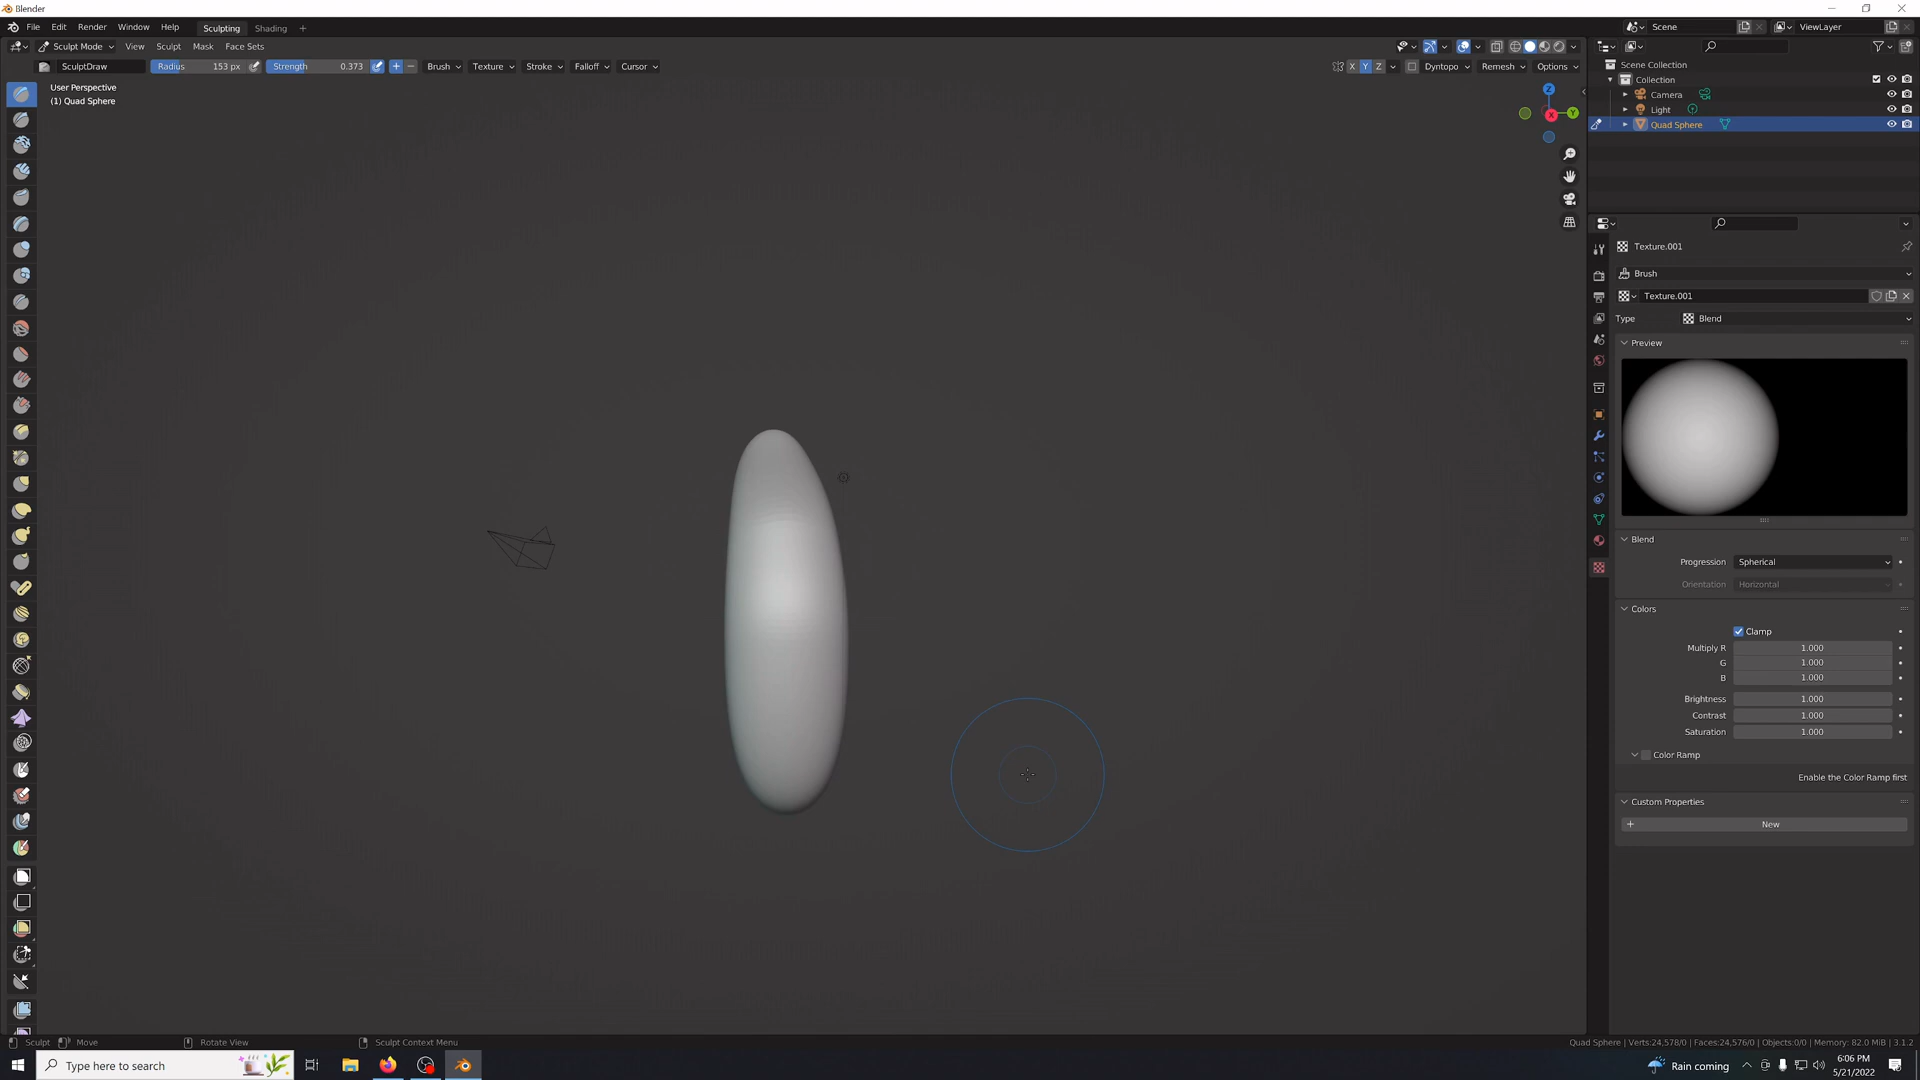 Blender
File Edit Render Window Help Sculpting Shading + Scene ViewLayer
Sculpt Mode View Sculpt Mask Face Sets
SculptDraw Radius 153 px Strength 0.373 Brush Texture Stroke Falloff Cursor X Y Z Dyntopo Remesh Options
User Perspective
(1) Quad Sphere
Z
X
Y
Scene Collection
Collection
Camera
Light
Quad Sphere
Texture.001
Brush
Texture.001
Type Blend
Preview
Blend
Progression Spherical
Orientation Horizontal
Colors
Clamp
Multiply R 1.000
G 1.000
B 1.000
Brightness 1.000
Contrast 1.000
Saturation 1.000
Color Ramp
Enable the Color Ramp first
Custom Properties
New
Sculpt Move Rotate View Sculpt Context Menu Quad Sphere | Verts:24,578/0 | Faces:24,576/0 | Objects:0/0 | Memory: 82.0 MiB | 3.1.2
Type here to search Rain coming 6:06 PM
5/21/2022